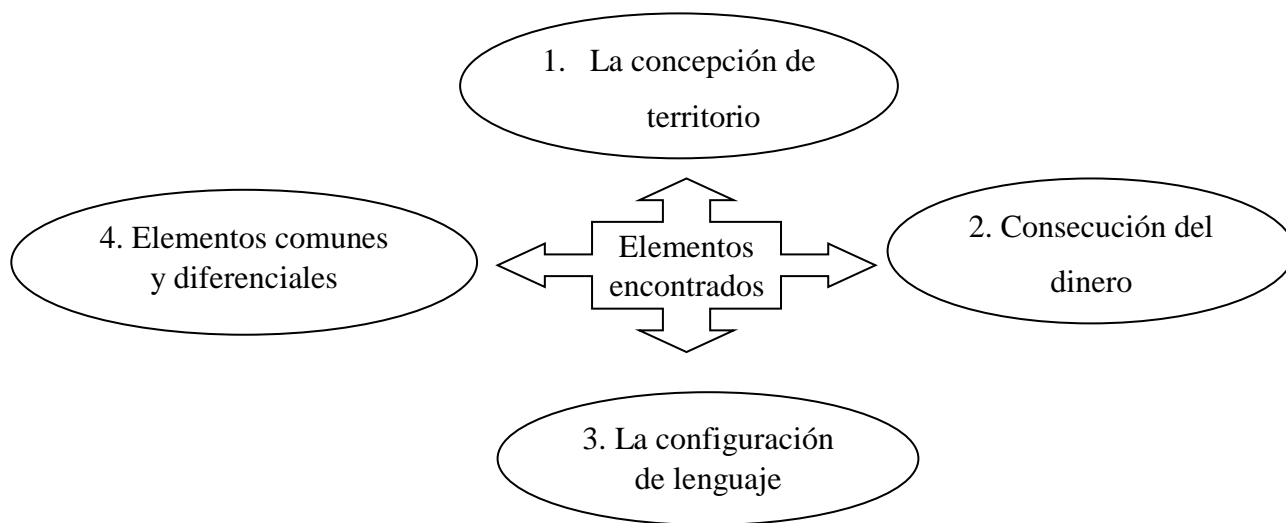 1. La concepción de
territorio
4. Elementos comunes
y diferenciales
Elementos
encontrados
2. Consecución del
dinero
3. La configuración
de lenguaje